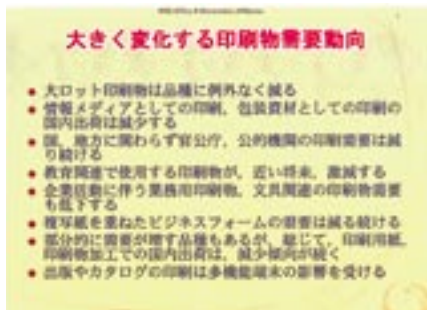 大きく変化する印刷物需要動向
● 大ロット印刷物は品種に例外なく減る
● 情報メディアとしての印刷，包装資材としての印刷の
国内出荷は減少する
● 国，地方に関わらず官公庁，公的機関の印刷需要は減
り続ける
● 教育関連で使用する印刷物が，近い将来，激減する
● 企業活動に伴う業務用印刷物，文具関連の印刷物需要
も低下する
● 複写紙を重ねたビジネスフォームの需要は減る続ける
● 部分的に需要が増す品種もあるが，総じて，印刷用紙，
印刷物加工での国内出荷は，減少傾向が続く
● 出版やカタログの印刷は多機能端末の影響を受ける